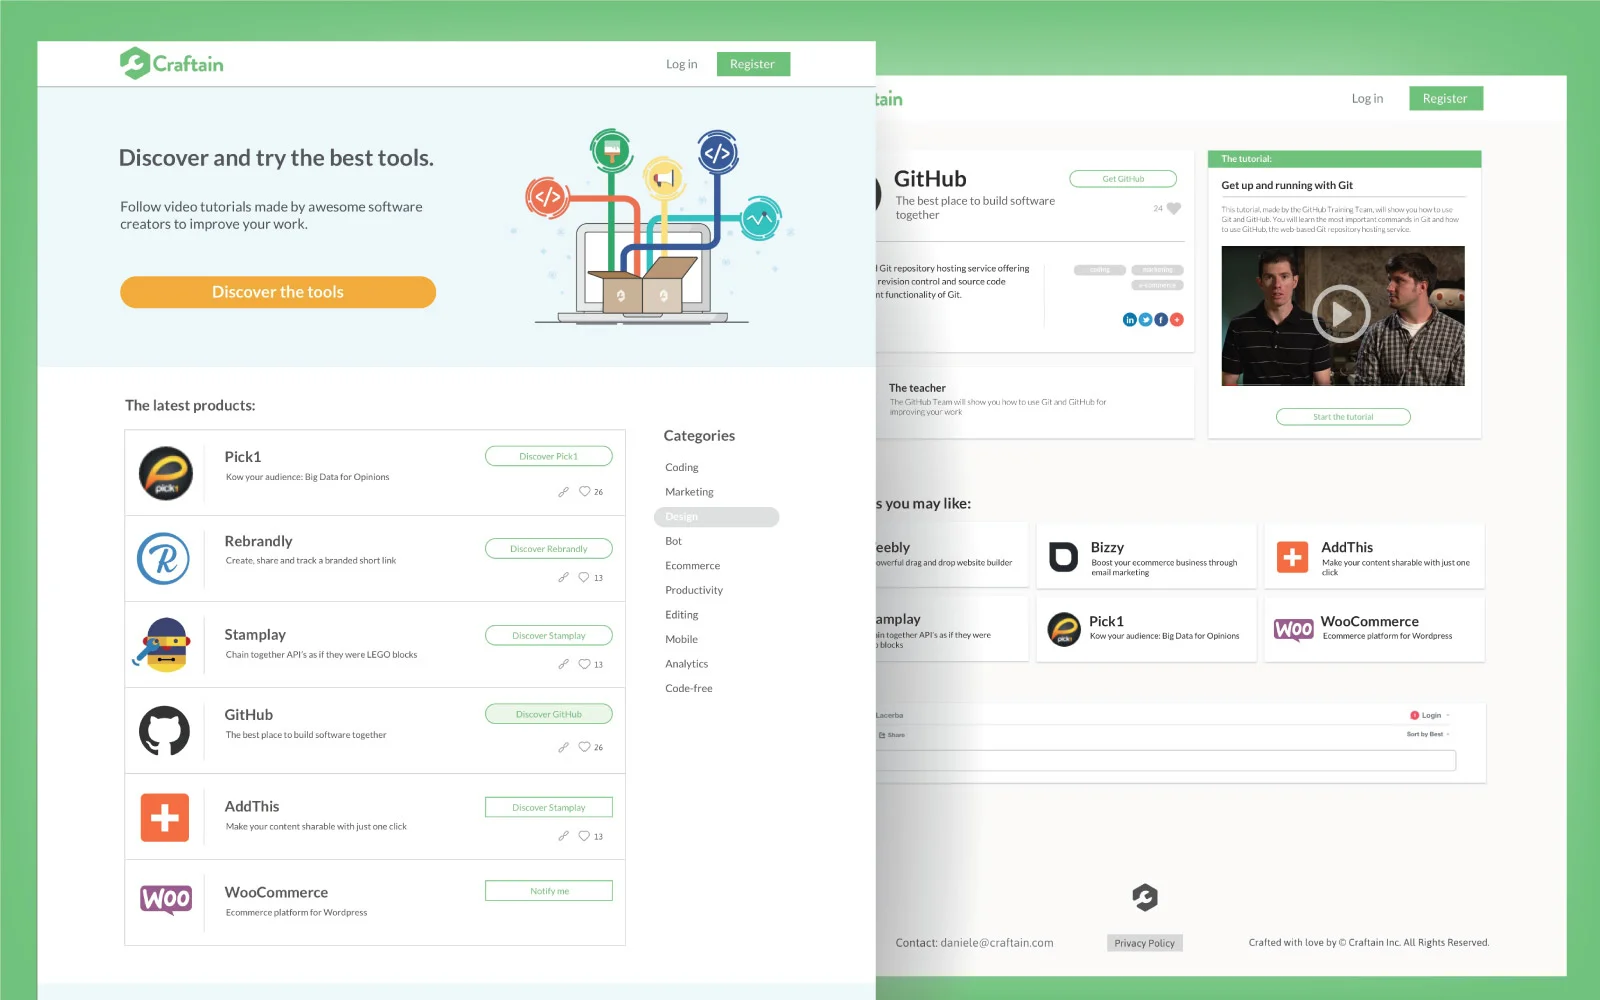 Craftain
Log in
Register
Discover and try the best tools.
Follow video tutorials made by awesome software
creators to improve your work.
Discover the tools
The latest products:
Pick1
Kow your audience: Big Data for Opinions
Discover Pick1
26
pick1
Rebrandly
Create, share and track a branded short link
Discover Rebrandly
13
R
Stamplay
Chain together API's as if they were LEGO blocks
Discover Stamplay
13
GitHub
The best place to build software together
Discover GitHub
26
AddThis
Make your content sharable with just one click
Discover Stamplay
13
WOO
WooCommerce
Ecommerce platform for Wordpress
Notify me
Categories
Coding
Marketing
Design
Bot
Ecommerce
Productivity
Editing
Mobile
Analytics
Code-free
tain
Log in
Register
GitHub
The best place to build software
together
Get GitHub
24
Git repository hosting service offering
revision control and source code
nt functionality of Git.
coding
marketing
e-commerce
The teacher
The GitHub Team will show you how to use Git and GitHub for
improving your work
The tutorial:
Get up and running with Git
This tutorial, made by the GitHub Training Team, will show you how to use
Git and GitHub. You will learn the most important commands in Git and how
to use GitHub, the web-based Git repository hosting service.
Start the tutorial
s you may like:
eebly
owerful drag and drop website builder
Bizzy
Boost your ecommerce business through
email marketing
AddThis
Make your content sharable with just one
click
amplay
ain together API's as if they were
o blocks
pick1
Pick1
Kow your audience: Big Data for Opinions
WOO
WooCommerce
Ecommerce platform for Wordpress
Lacerba
1
Login
Share
Sort by Best
Contact: daniele@craftain.com
Privacy Policy
Crafted with love by © Craftain Inc. All Rights Reserved.